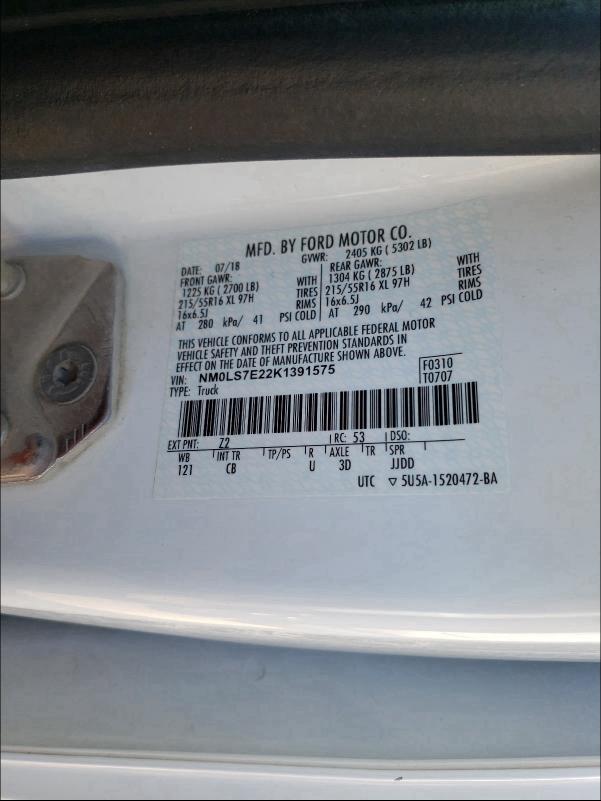 MFD. BY FORD MOTOR CO.
DATE: 07/18 GVWR: 2405 KG ( 5302 LB)
FRONT GAWR: REAR GAWR:
1225 KG ( 2700 LB) WITH 1304 KG ( 2875 LB) WITH
215/55R16 XL 97H TIRES 215/55R16 XL 97H TIRES
16x6.5J RIMS 16x6.5J RIMS
AT 280 kPa/ 41 PSI COLD AT 290 kPa/ 42 PSI COLD
THIS VEHICLE CONFORMS TO ALL APPLICABLE FEDERAL MOTOR
VEHICLE SAFETY AND THEFT PREVENTION STANDARDS IN
EFFECT ON THE DATE OF MANUFACTURE SHOWN ABOVE.
VIN: NM0LS7E22K1391575 F0310
TYPE: Truck T0707
EXT PNT: Z2 RC: 53 DSO:
WB INT TR TP/PS R AXLE TR SPR
121 CB U 3D JJDD
UTC ▽ 5U5A-1520472-BA